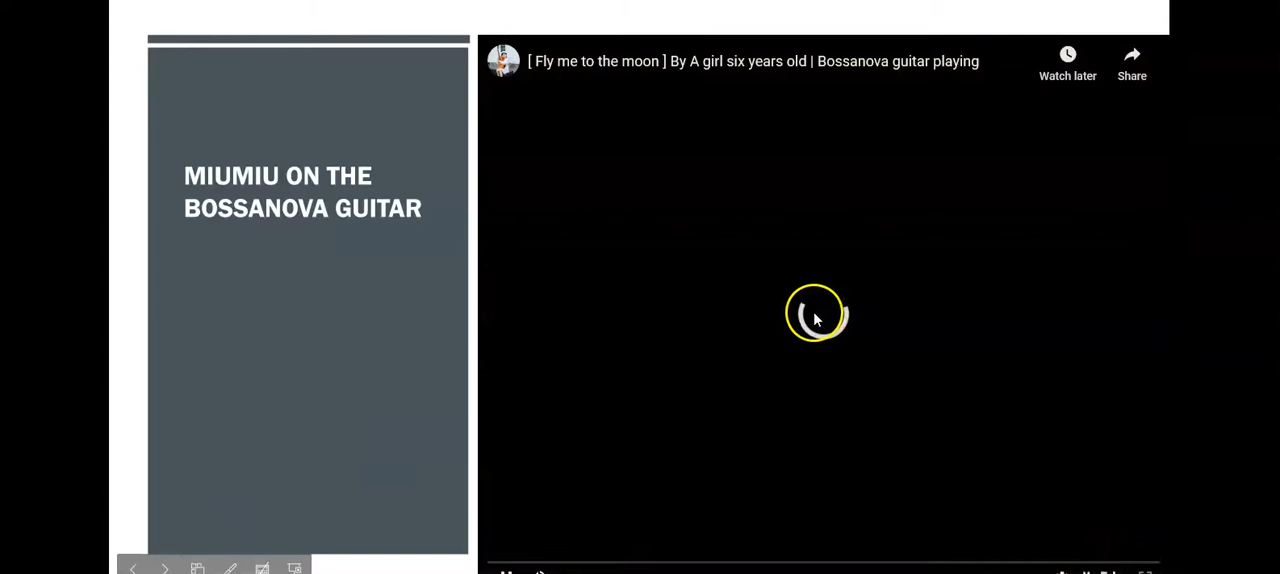 MIUMIU ON THE
BOSSANOVA GUITAR
[ Fly me to the moon ] By A girl six years old | Bossanova guitar playing
Watch later
Share